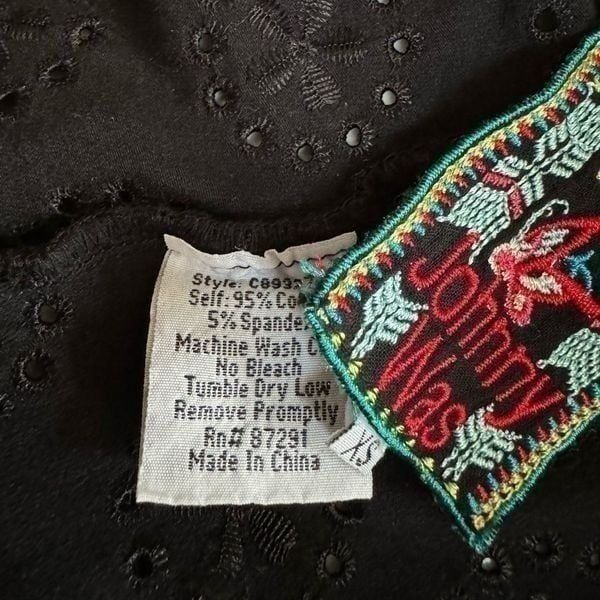 Style:
Self: 95%
5% Spandex
Machine Wash
No Bleach
Tumble Dry Low
Remove Promptly
Rn# 87291
Made In China
XS
Johnny
Was